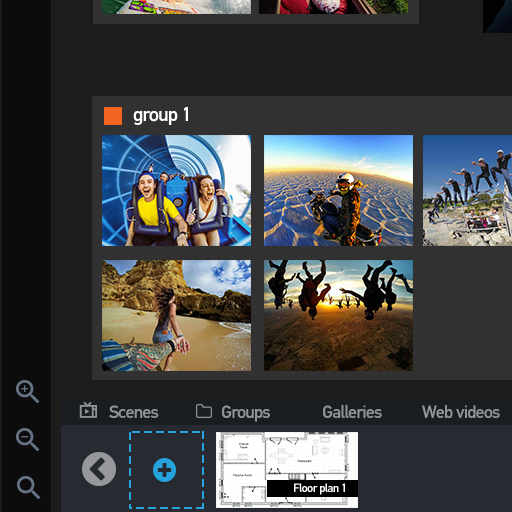 group 1
Scenes
Groups
Galleries
Web videos
Floor plan 1